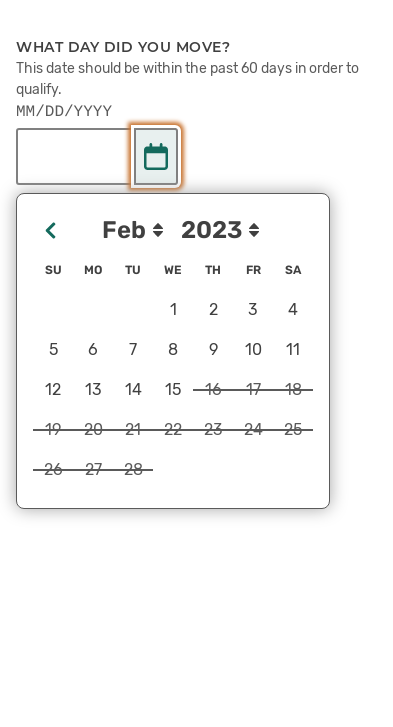 WHAT DAY DID YOU MOVE?
This date should be within the past 60 days in order to
qualify.
MM/DD/YYYY
Feb 2023
SU MO TU WE TH FR SA
1 2 3 4
5 6 7 8 9 10 11
12 13 14 15 16 17 18
19 20 21 22 23 24 25
26 27 28